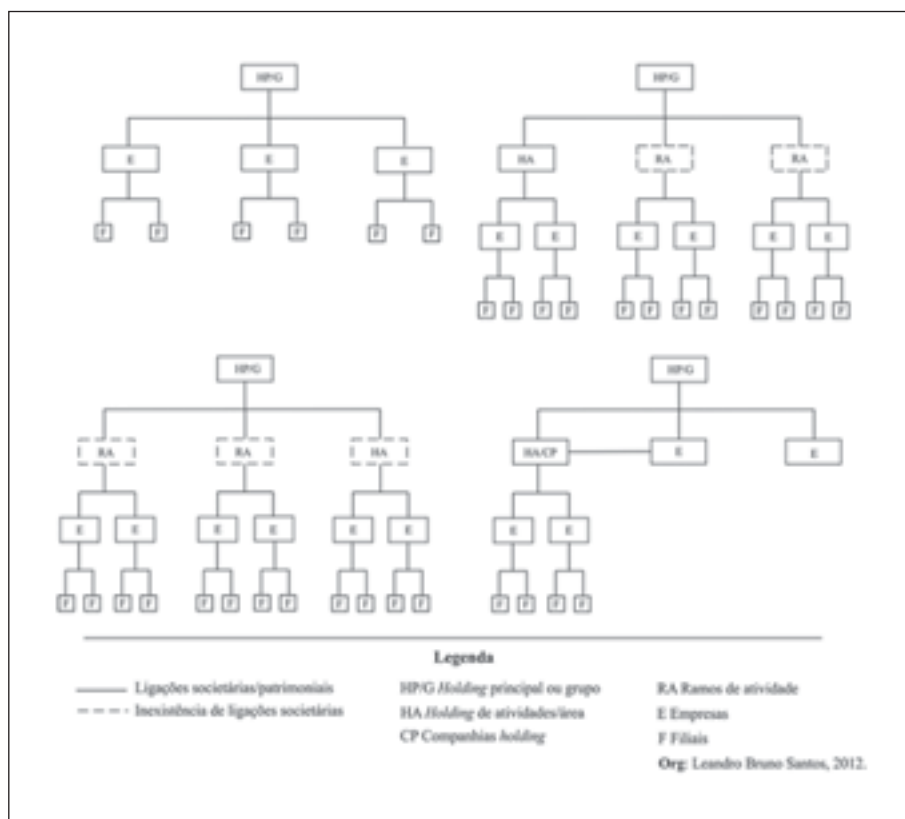 HP/G
E E E
F F F F F F
HP/G
HA RA RA
E E E E E E
F F F F F F F F F F F F
HP/G
RA RA HA
E E E E E E
F F F F F F F F F F F F
HP/G
HA/CP E E
E E
F F F F
Legenda
Ligações societárias/patrimoniais
Inexistência de ligações societárias
HP/G Holding principal ou grupo
HA Holding de atividades/área
CP Companhias holding
RA Ramos de atividade
E Empresas
F Filiais
Org: Leandro Bruno Santos, 2012.